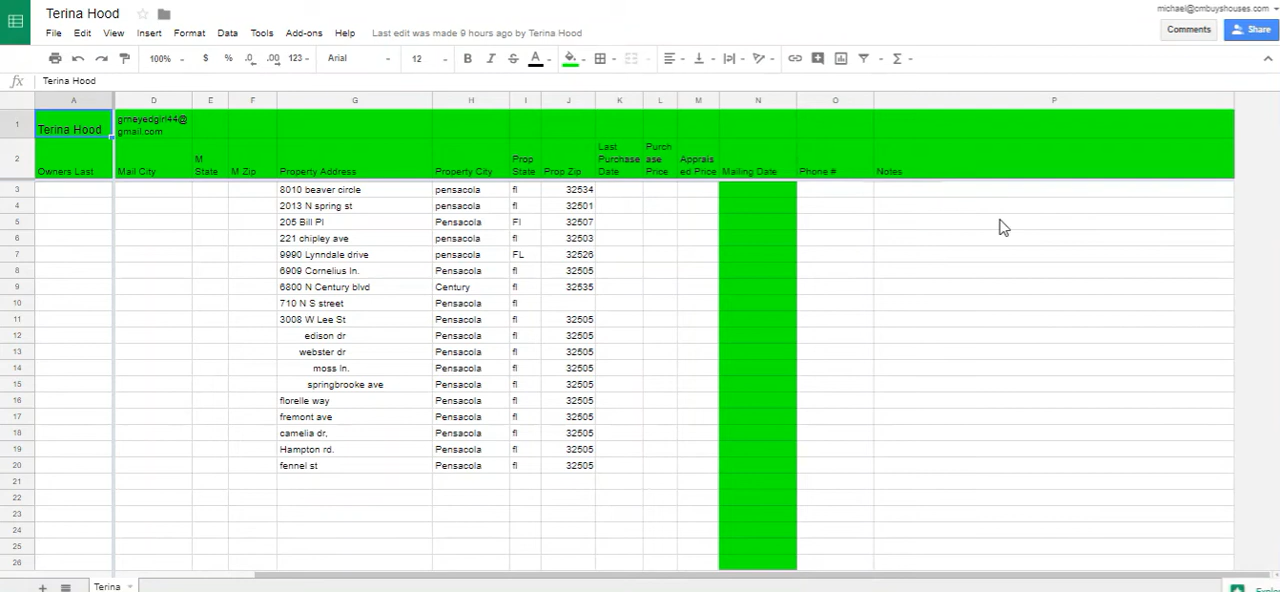 Terina Hood
michael@cmbuyshouses.com
File Edit View Insert Format Data Tools Add-ons Help Last edit was made 9 hours ago by Terina Hood
Comments Share
100% $ % .0 .00 123 Arial 12 B I S A Σ
fx Terina Hood
A D E F G H I J K L M N O P
1 Terina Hood grneyedgirl44@
gmail.com
2 Owners Last Mail City M
State M Zip Property Address Property City Prop
State Prop Zip Last
Purchase
Date Purch
ase
Price Apprais
ed Price Mailing Date Phone # Notes
3 8010 beaver circle pensacola fl 32534
4 2013 N spring st pensacola fl 32501
5 205 Bill Pl Pensacola Fl 32507
6 221 chipley ave pensacola fl 32503
7 9990 Lynndale drive pensacola FL 32526
8 6909 Cornelius ln. Pensacola fl 32505
9 6800 N Century blvd Century fl 32535
10 710 N S street Pensacola fl
11 3008 W Lee St Pensacola fl 32505
12 edison dr Pensacola fl 32505
13 webster dr Pensacola fl 32505
14 moss ln. Pensacola fl 32505
15 springbrooke ave Pensacola fl 32505
16 florelle way Pensacola fl 32505
17 fremont ave Pensacola fl 32505
18 camelia dr. Pensacola fl 32505
19 Hampton rd. Pensacola fl 32505
20 fennel st Pensacola fl 32505
21
22
23
24
25
26
Terina